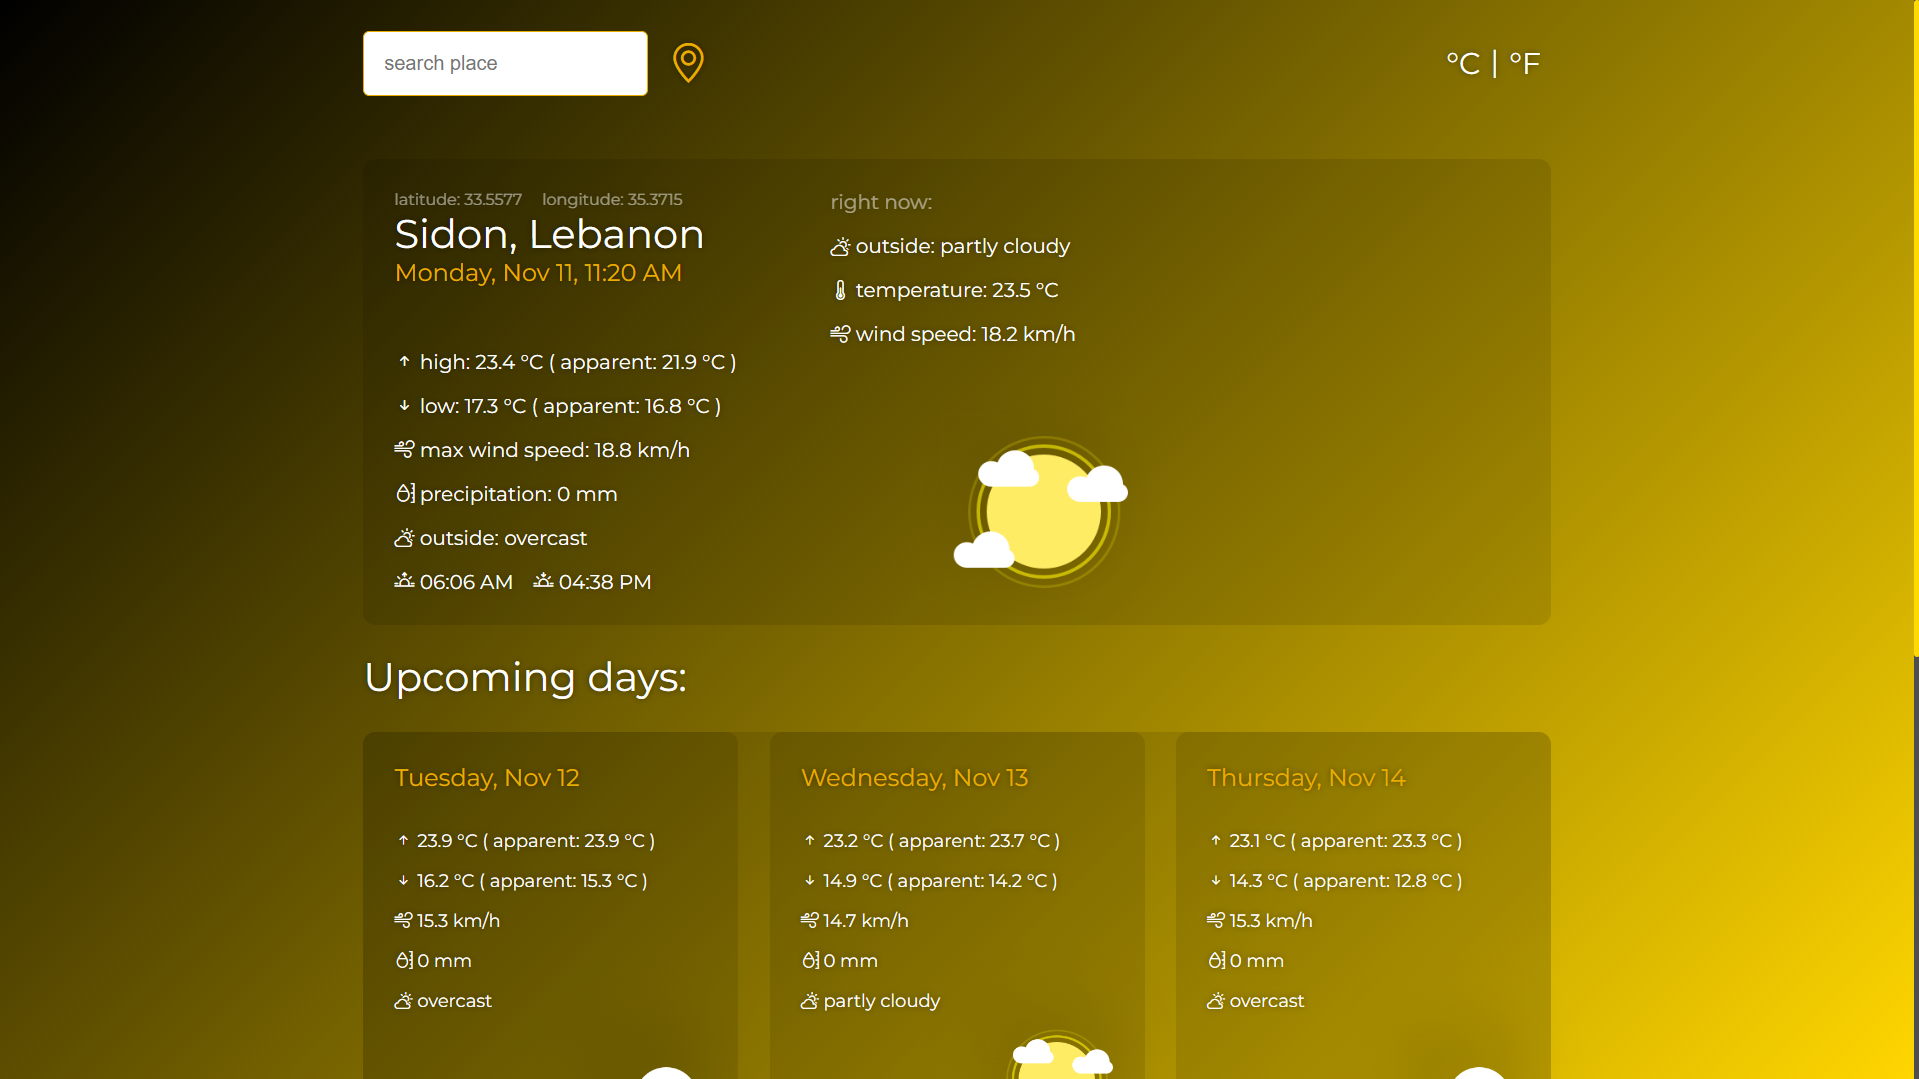 search place
°C | °F
latitude: 33.5577 longitude: 35.3715
Sidon, Lebanon
Monday, Nov 11, 11:20 AM
high: 23.4 °C ( apparent: 21.9 °C )
low: 17.3 °C ( apparent: 16.8 °C )
max wind speed: 18.8 km/h
precipitation: 0 mm
outside: overcast
06:06 AM 04:38 PM
right now:
outside: partly cloudy
temperature: 23.5 °C
wind speed: 18.2 km/h
Upcoming days:
Tuesday, Nov 12
23.9 °C ( apparent: 23.9 °C )
16.2 °C ( apparent: 15.3 °C )
15.3 km/h
0 mm
overcast
Wednesday, Nov 13
23.2 °C ( apparent: 23.7 °C )
14.9 °C ( apparent: 14.2 °C )
14.7 km/h
0 mm
partly cloudy
Thursday, Nov 14
23.1 °C ( apparent: 23.3 °C )
14.3 °C ( apparent: 12.8 °C )
15.3 km/h
0 mm
overcast